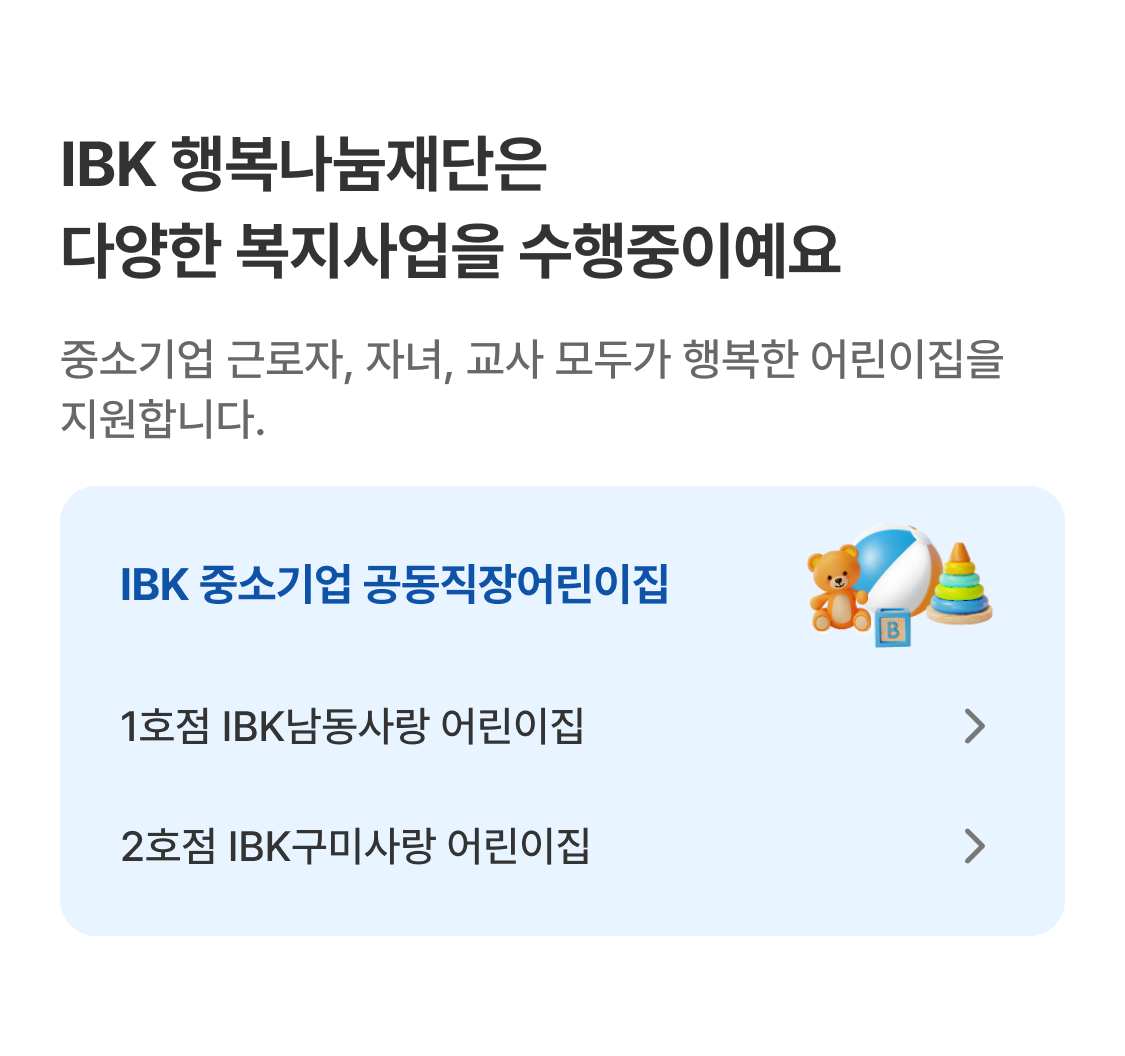 IBK 행복나눔재단은
다양한 복지사업을 수행중이예요
중소기업 근로자, 자녀, 교사 모두가 행복한 어린이집을
지원합니다.
IBK 중소기업 공동직장어린이집
B
1호점 IBK남동사랑 어린이집
2호점 IBK구미사랑 어린이집